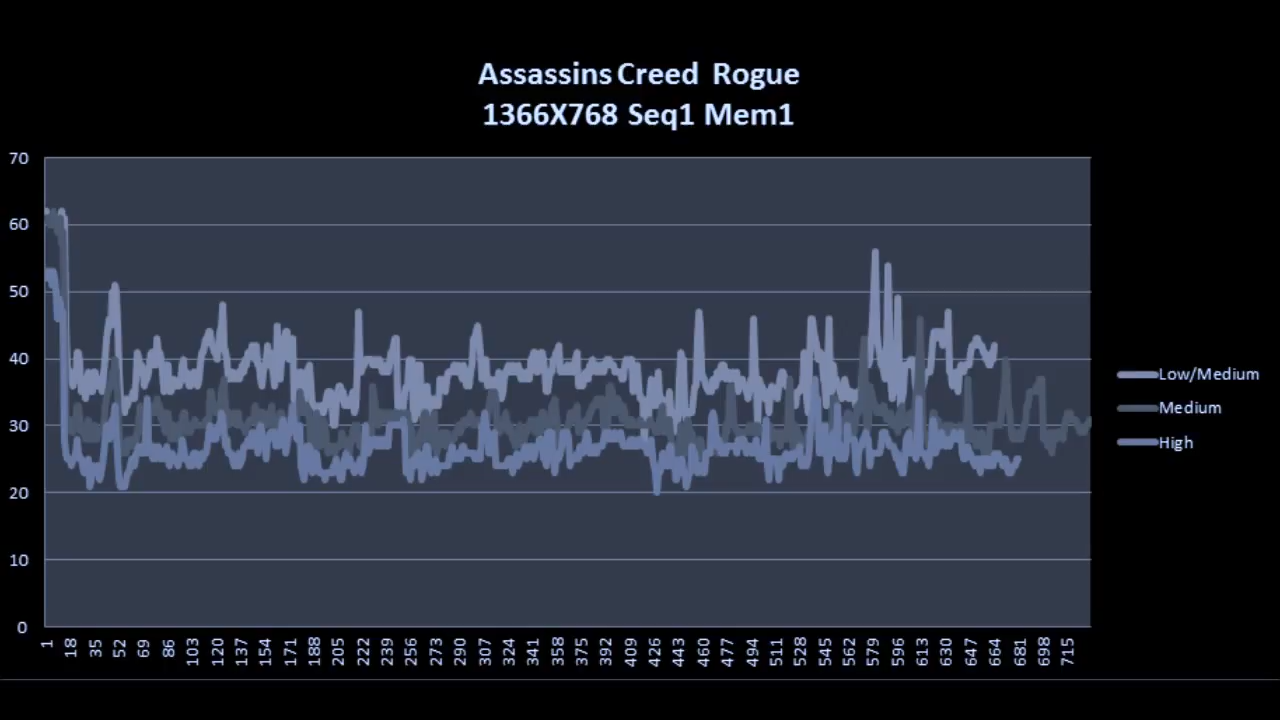 Assassins Creed Rogue
1366X768 Seq1 Mem1
70
60
50
40
30
20
10
0
1 18 35 52 69 86 103 120 137 154 171 188 205 222 239 256 273 290 307 324 341 358 375 392 409 426 443 460 477 494 511 528 545 562 579 596 613 630 647 664 681 698 715
Low/Medium
Medium
High